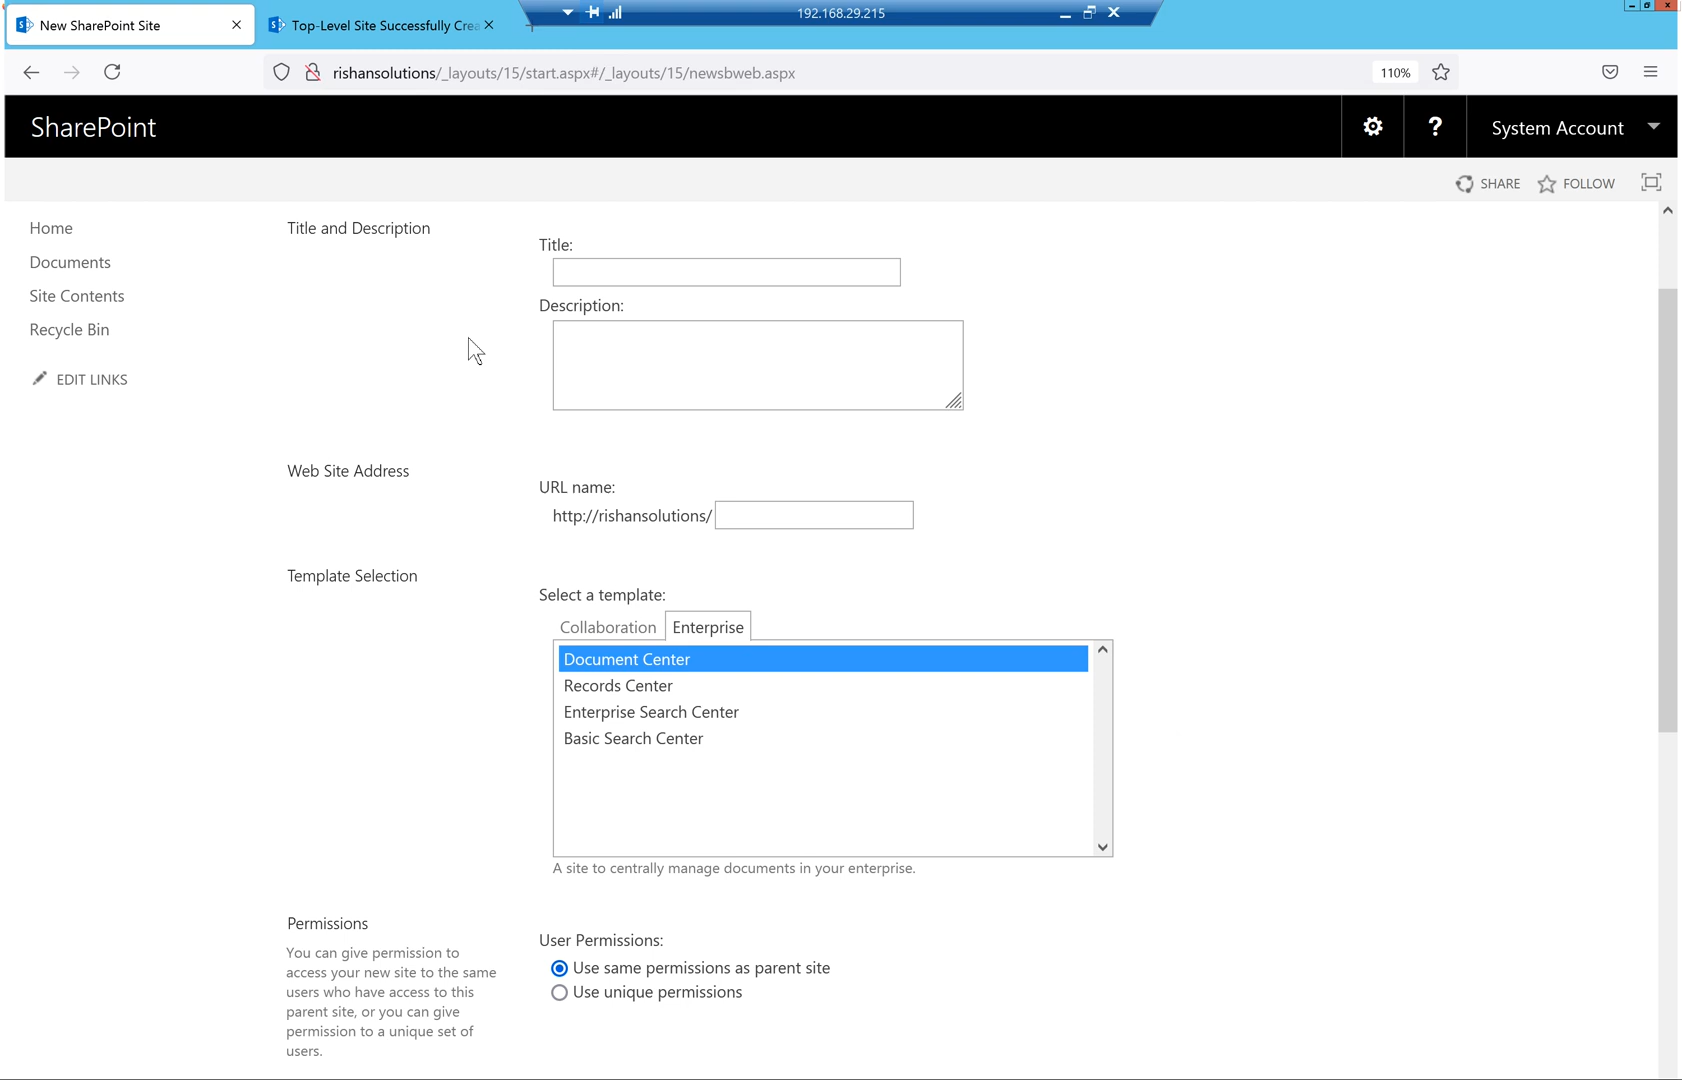 New SharePoint Site
Top-Level Site Successfully Crea
192.168.29.215
rishansolutions/_layouts/15/start.aspx#/_layouts/15/newsbweb.aspx
110%
SharePoint
?
System Account
SHARE
FOLLOW
Home
Documents
Site Contents
Recycle Bin
EDIT LINKS
Title and Description
Title:
Description:
Web Site Address
URL name:
http://rishansolutions/
Template Selection
Select a template:
Collaboration
Enterprise
Document Center
Records Center
Enterprise Search Center
Basic Search Center
A site to centrally manage documents in your enterprise.
Permissions
You can give permission to
access your new site to the same
users who have access to this
parent site, or you can give
permission to a unique set of
users.
User Permissions:
Use same permissions as parent site
Use unique permissions